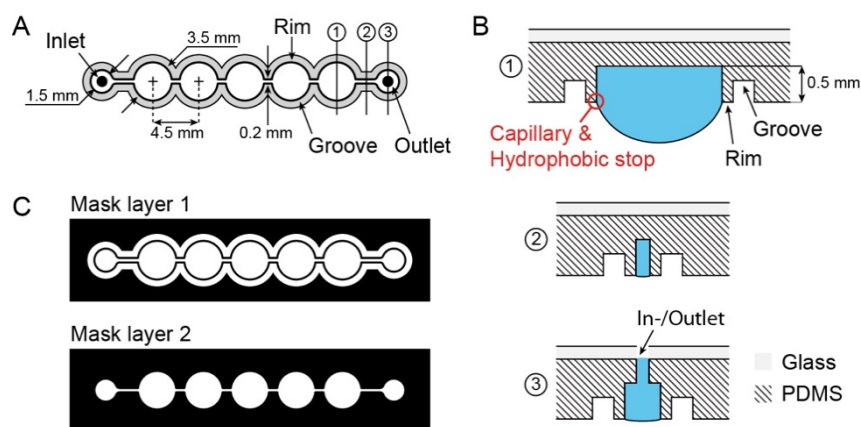 A
Inlet
3.5 mm
Rim
1
2
3
1.5 mm
4.5 mm
0.2 mm
Groove
Outlet
B
1
0.5 mm
Capillary &
Hydrophobic stop
Groove
Rim
C
Mask layer 1
Mask layer 2
2
In-/Outlet
3
Glass
PDMS